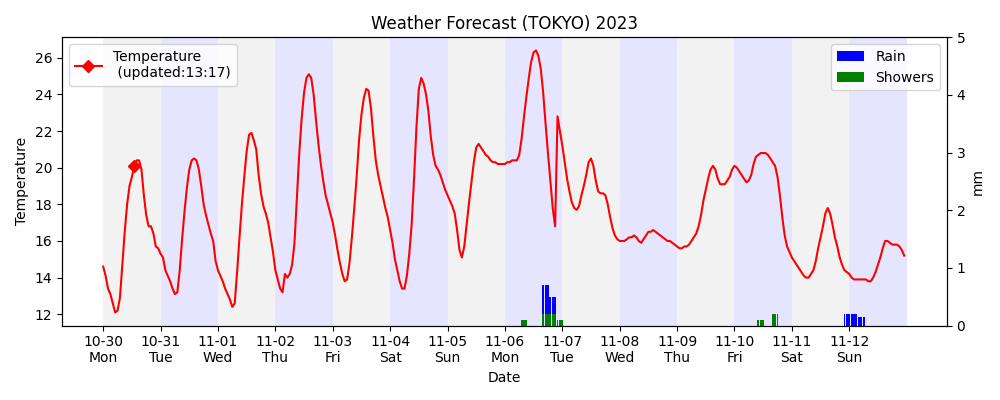 Weather Forecast (TOKYO) 2023
Temperature
(updated:13:17)
Rain
Showers
Temperature
26
24
22
20
18
16
14
12
5
4
3
2
1
0
mm
10-30 10-31 11-01 11-02 11-03 11-04 11-05 11-06 11-07 11-08 11-09 11-10 11-11 11-12
Mon Tue Wed Thu Fri Sat Sun Mon Tue Wed Thu Fri Sat Sun
Date